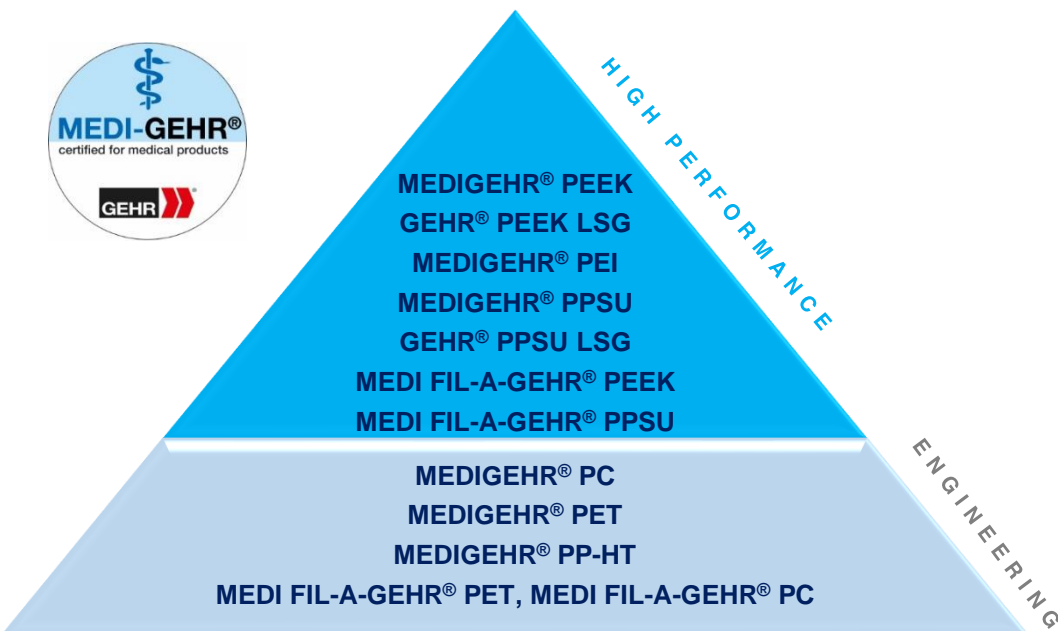 MEDI-GEHR®
certified for medical products
GEHR®
HIGH PERFORMANCE
MEDIGEHR® PEEK
GEHR® PEEK LSG
MEDIGEHR® PEI
MEDIGEHR® PPSU
GEHR® PPSU LSG
MEDI FIL-A-GEHR® PEEK
MEDI FIL-A-GEHR® PPSU
ENGINEERING
MEDIGEHR® PC
MEDIGEHR® PET
MEDIGEHR® PP-HT
MEDI FIL-A-GEHR® PET, MEDI FIL-A-GEHR® PC